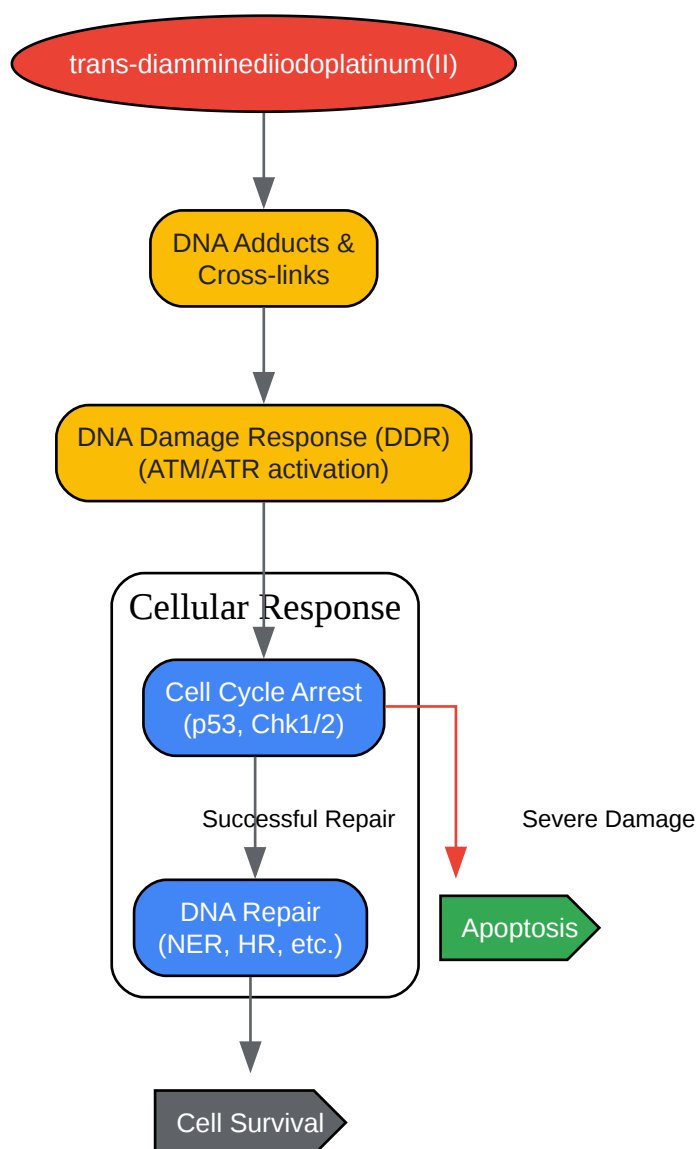 trans-diamminediiodoplatinum(II)
DNA Adducts &
Cross-links
DNA Damage Response (DDR)
(ATM/ATR activation)
Cellular Response
Cell Cycle Arrest
(p53, Chk1/2)
Successful Repair
Severe Damage
DNA Repair
(NER, HR, etc.)
Apoptosis
Cell Survival